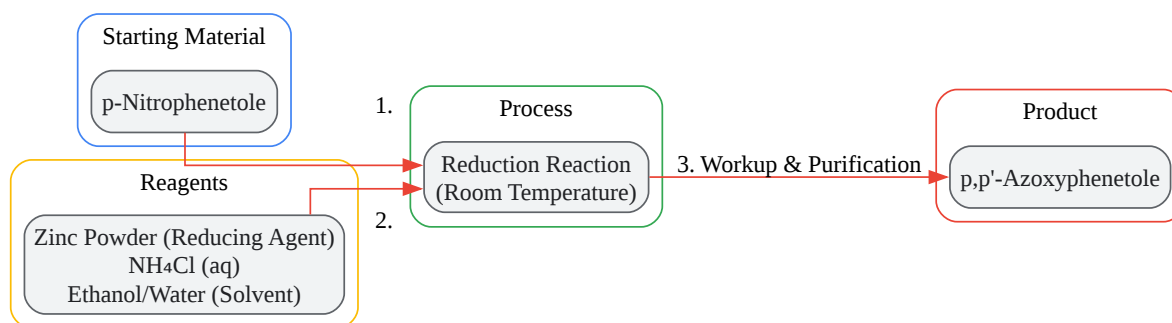 Starting Material
p-Nitrophenetole
Reagents
Zinc Powder (Reducing Agent)
NH₄Cl (aq)
Ethanol/Water (Solvent)
1.
2.
Process
Reduction Reaction
(Room Temperature)
3. Workup & Purification
Product
p,p'-Azoxyphenetole